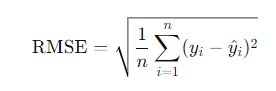 RMSE = \sqrt{\frac{1}{n} \sum_{i=1}^{n} (y_i - \hat{y}_i)^2}